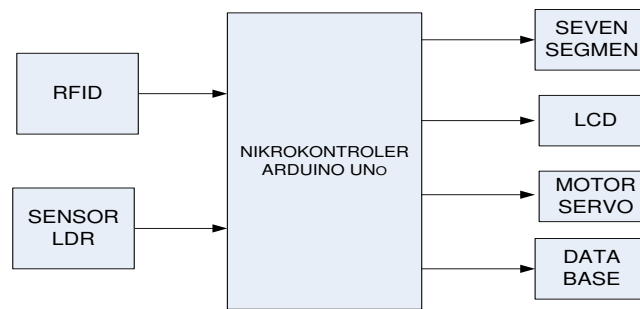 RFID
SENSOR
LDR
NIKROKONTROLER
ARDUINO UNO
SEVEN
SEGMEN
LCD
MOTOR
SERVO
DATA
BASE